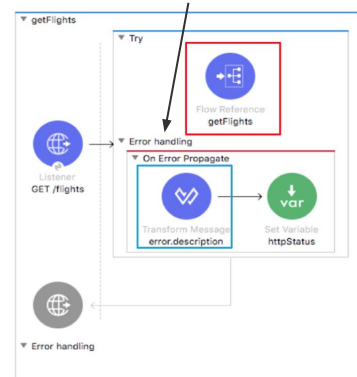 getFlights
Try
Flow Reference
getFlights
Error handling
On Error Propagate
Listener
GET /flights
Transform Message
error.description
var
Set Variable
httpStatus
Error handling